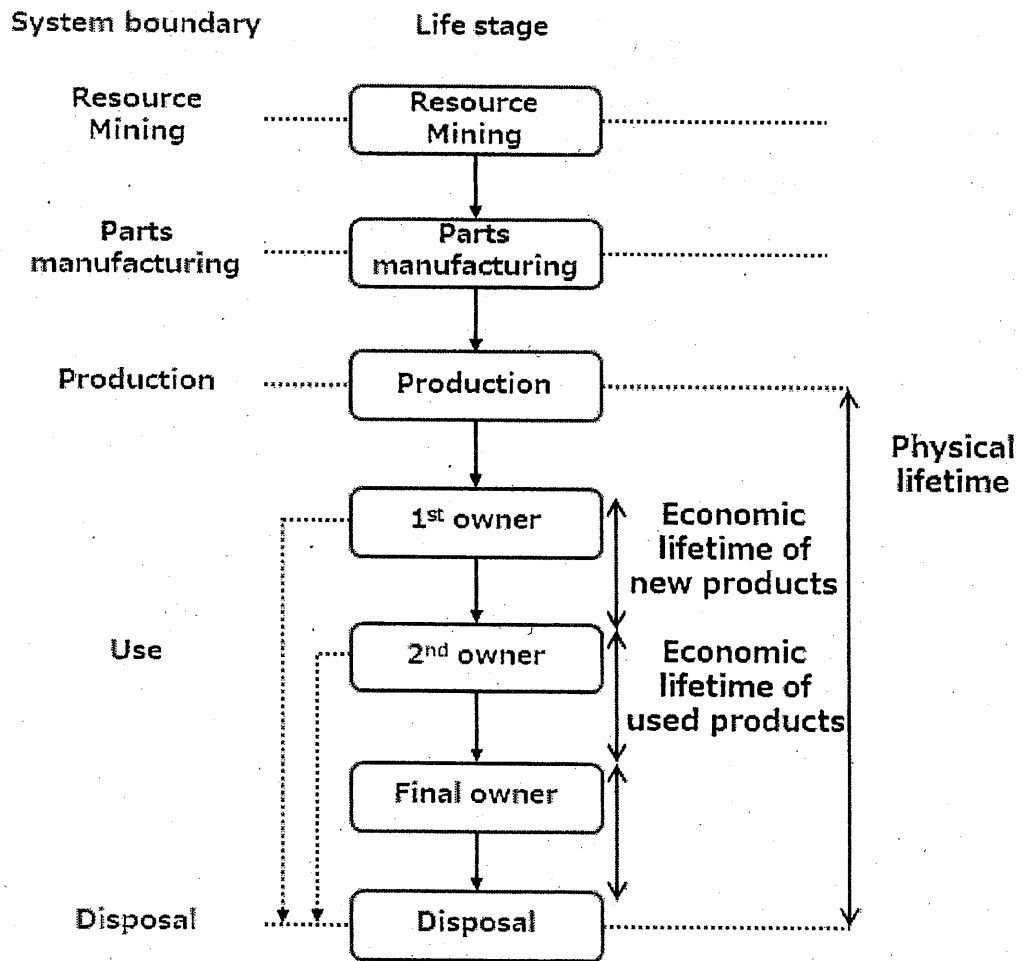 System boundary
Life stage
Resource
Mining
Resource
Mining
Parts
manufacturing
Parts
manufacturing
Production
Production
Physical
lifetime
1st owner
Economic
lifetime of
new products
Use
2nd owner
Economic
lifetime of
used products
Final owner
Disposal
Disposal